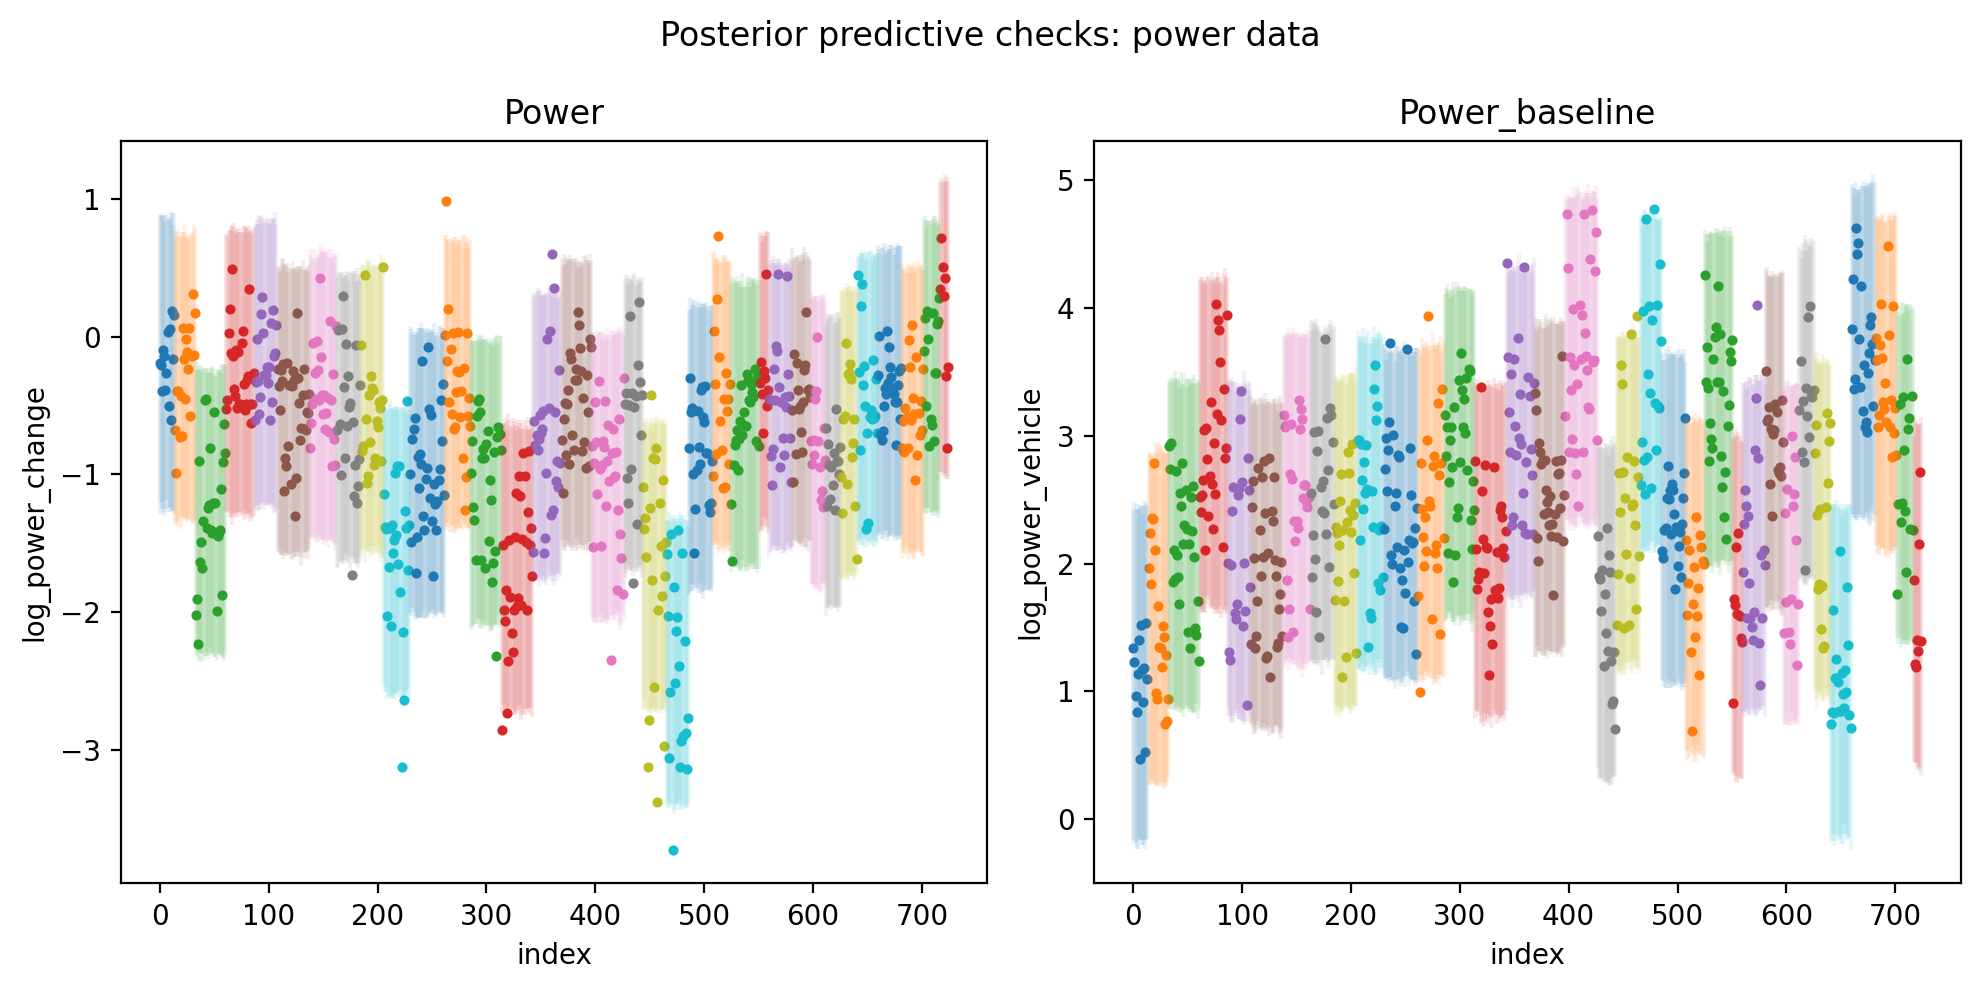 Posterior predictive checks: power data
Power
log_power_change
1
0
−1
−2
−3
0 100 200 300 400 500 600 700
index
Power_baseline
log_power_vehicle
5
4
3
2
1
0
0 100 200 300 400 500 600 700
index